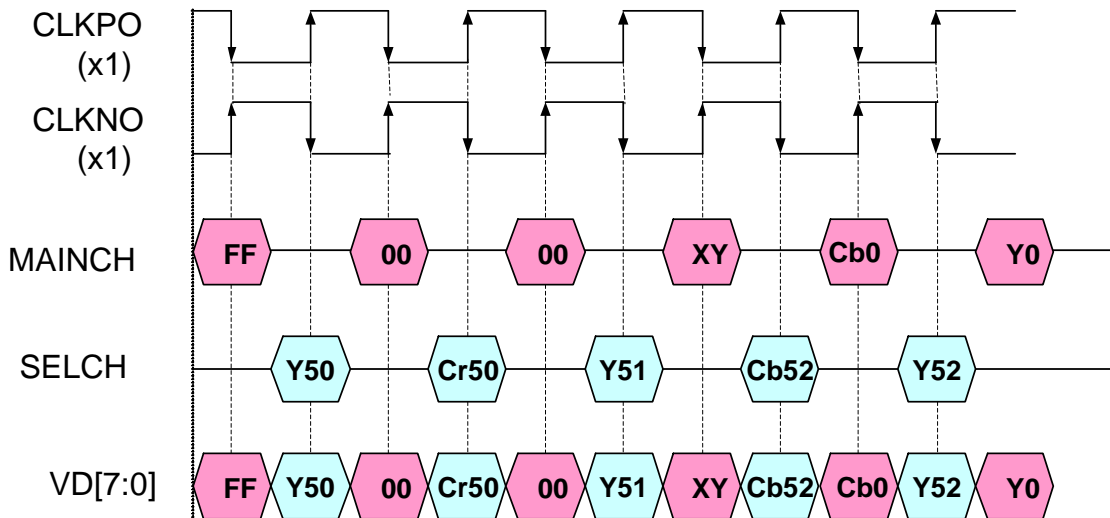 CLKPO
(x1)
CLKNO
(x1)
MAINCH FF 00 00 XY Cb0 Y0
SELCH Y50 Cr50 Y51 Cb52 Y52
VD[7:0] FF Y50 00 Cr50 00 Y51 XY Cb52 Cb0 Y52 Y0